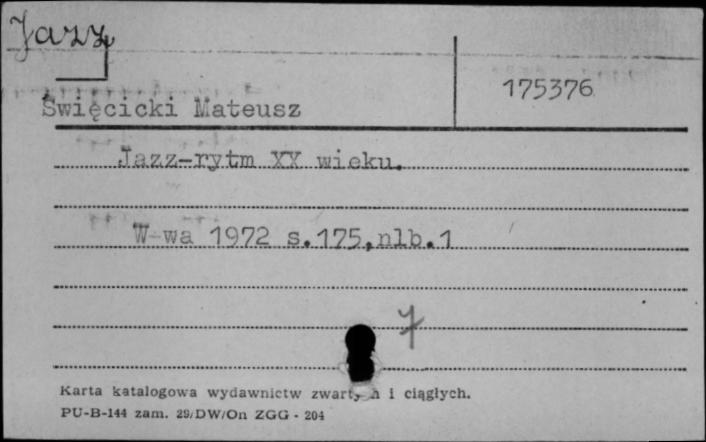 Jazz
175376
Święcicki Mateusz
Jazz-rytm XX wieku.
W-wa 1972 s.175,nlb.1
7
Karta katalogowa wydawnictw zwartych i ciągłych.
PU-B-144 zam. 29/DW/On ZGG - 204